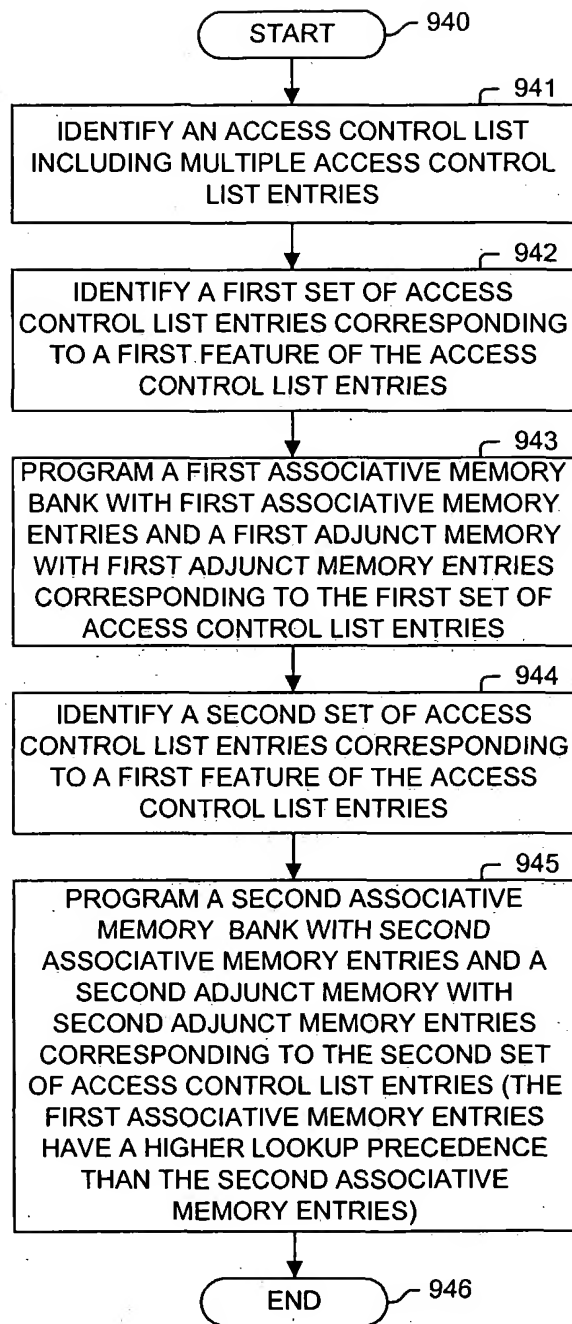 START
940
941
IDENTIFY AN ACCESS CONTROL LIST
INCLUDING MULTIPLE ACCESS CONTROL
LIST ENTRIES
942
IDENTIFY A FIRST SET OF ACCESS
CONTROL LIST ENTRIES CORRESPONDING
TO A FIRST FEATURE OF THE ACCESS
CONTROL LIST ENTRIES
943
PROGRAM A FIRST ASSOCIATIVE MEMORY
BANK WITH FIRST ASSOCIATIVE MEMORY
ENTRIES AND A FIRST ADJUNCT MEMORY
WITH FIRST ADJUNCT MEMORY ENTRIES
CORRESPONDING TO THE FIRST SET OF
ACCESS CONTROL LIST ENTRIES
944
IDENTIFY A SECOND SET OF ACCESS
CONTROL LIST ENTRIES CORRESPONDING
TO A FIRST FEATURE OF THE ACCESS
CONTROL LIST ENTRIES
945
PROGRAM A SECOND ASSOCIATIVE
MEMORY BANK WITH SECOND
ASSOCIATIVE MEMORY ENTRIES AND A
SECOND ADJUNCT MEMORY WITH
SECOND ADJUNCT MEMORY ENTRIES
CORRESPONDING TO THE SECOND SET
OF ACCESS CONTROL LIST ENTRIES (THE
FIRST ASSOCIATIVE MEMORY ENTRIES
HAVE A HIGHER LOOKUP PRECEDENCE
THAN THE SECOND ASSOCIATIVE
MEMORY ENTRIES)
END
946